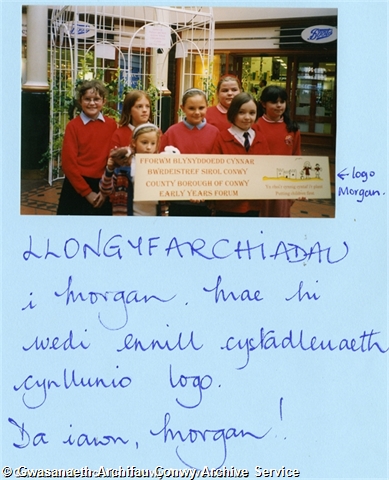 Boots
FFORWM BLYNYDDOEDD CYNNAR
BWRDEISTREF SIROL CONWY
COUNTY BOROUGH OF CONWY
EARLY YEARS FORUM
← logo
Morgan.
LLONGYFARCHIADAU
i Morgan. Mae hi
wedi ennill cystadleuaeth
cynllunio logo.
Da iawn, Morgan!
© Gwasanaeth Archifau Conwy Archive Service